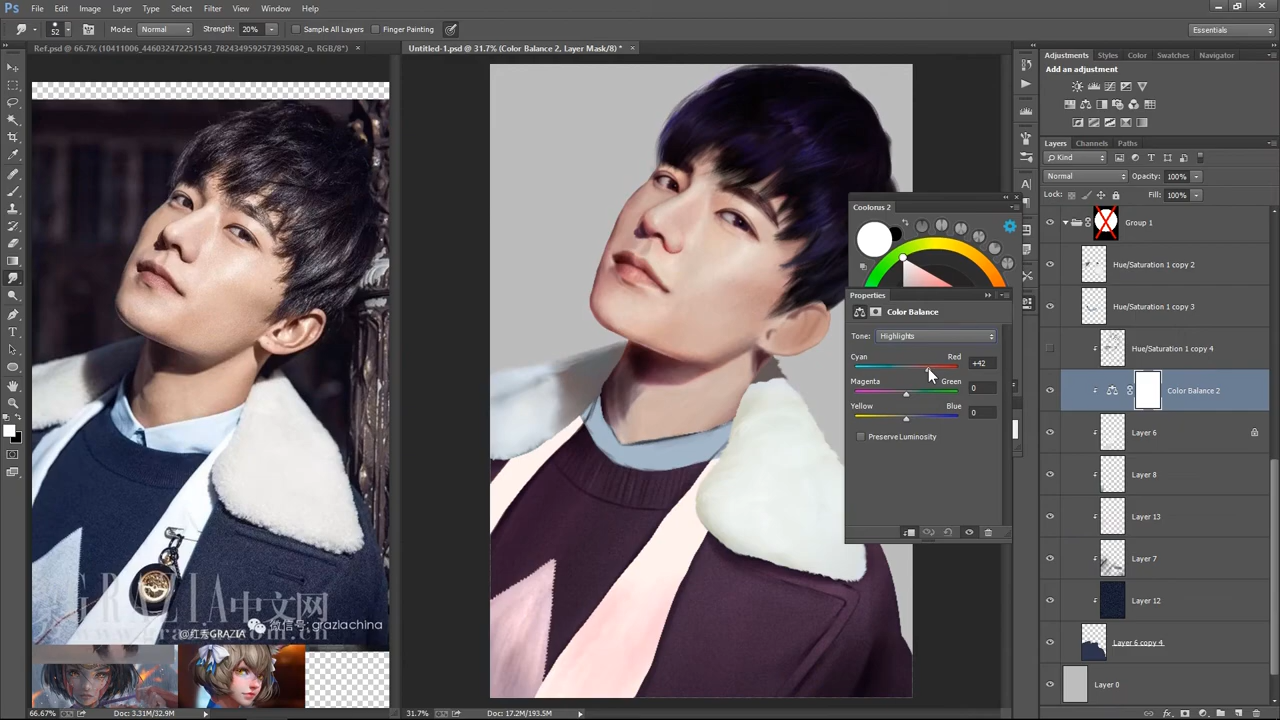 Ps File Edit Image Layer Type Select Filter View Window Help
52 Mode: Normal Strength: 20% Sample All Layers Finger Painting Essentials
Ref.psd @ 66.7% (10411006_446032472251543_7824349592573935082_n, RGB/8*) ×
Untitled-1.psd @ 31.7% (Color Balance 2, Layer Mask/8) * ×
Adjustments Styles Color Swatches Navigator
Add an adjustment
Layers Channels Paths
Kind
Normal Opacity: 100%
Lock: Fill: 100%
Group 1
Hue/Saturation 1 copy 2
Hue/Saturation 1 copy 3
Hue/Saturation 1 copy 4
Color Balance 2
Layer 6
Layer 8
Layer 13
Layer 7
Layer 12
Layer 6 copy 4
Layer 0
Coolorus 2
Properties
Color Balance
Tone: Highlights
Cyan Red +42
Magenta Green 0
Yellow Blue 0
Preserve Luminosity
GRAZIA中文网
微信号: graziachina
@红秀GRAZIA
66.67% Doc: 3.31M/32.9M
31.7% Doc: 17.2M/193.5M